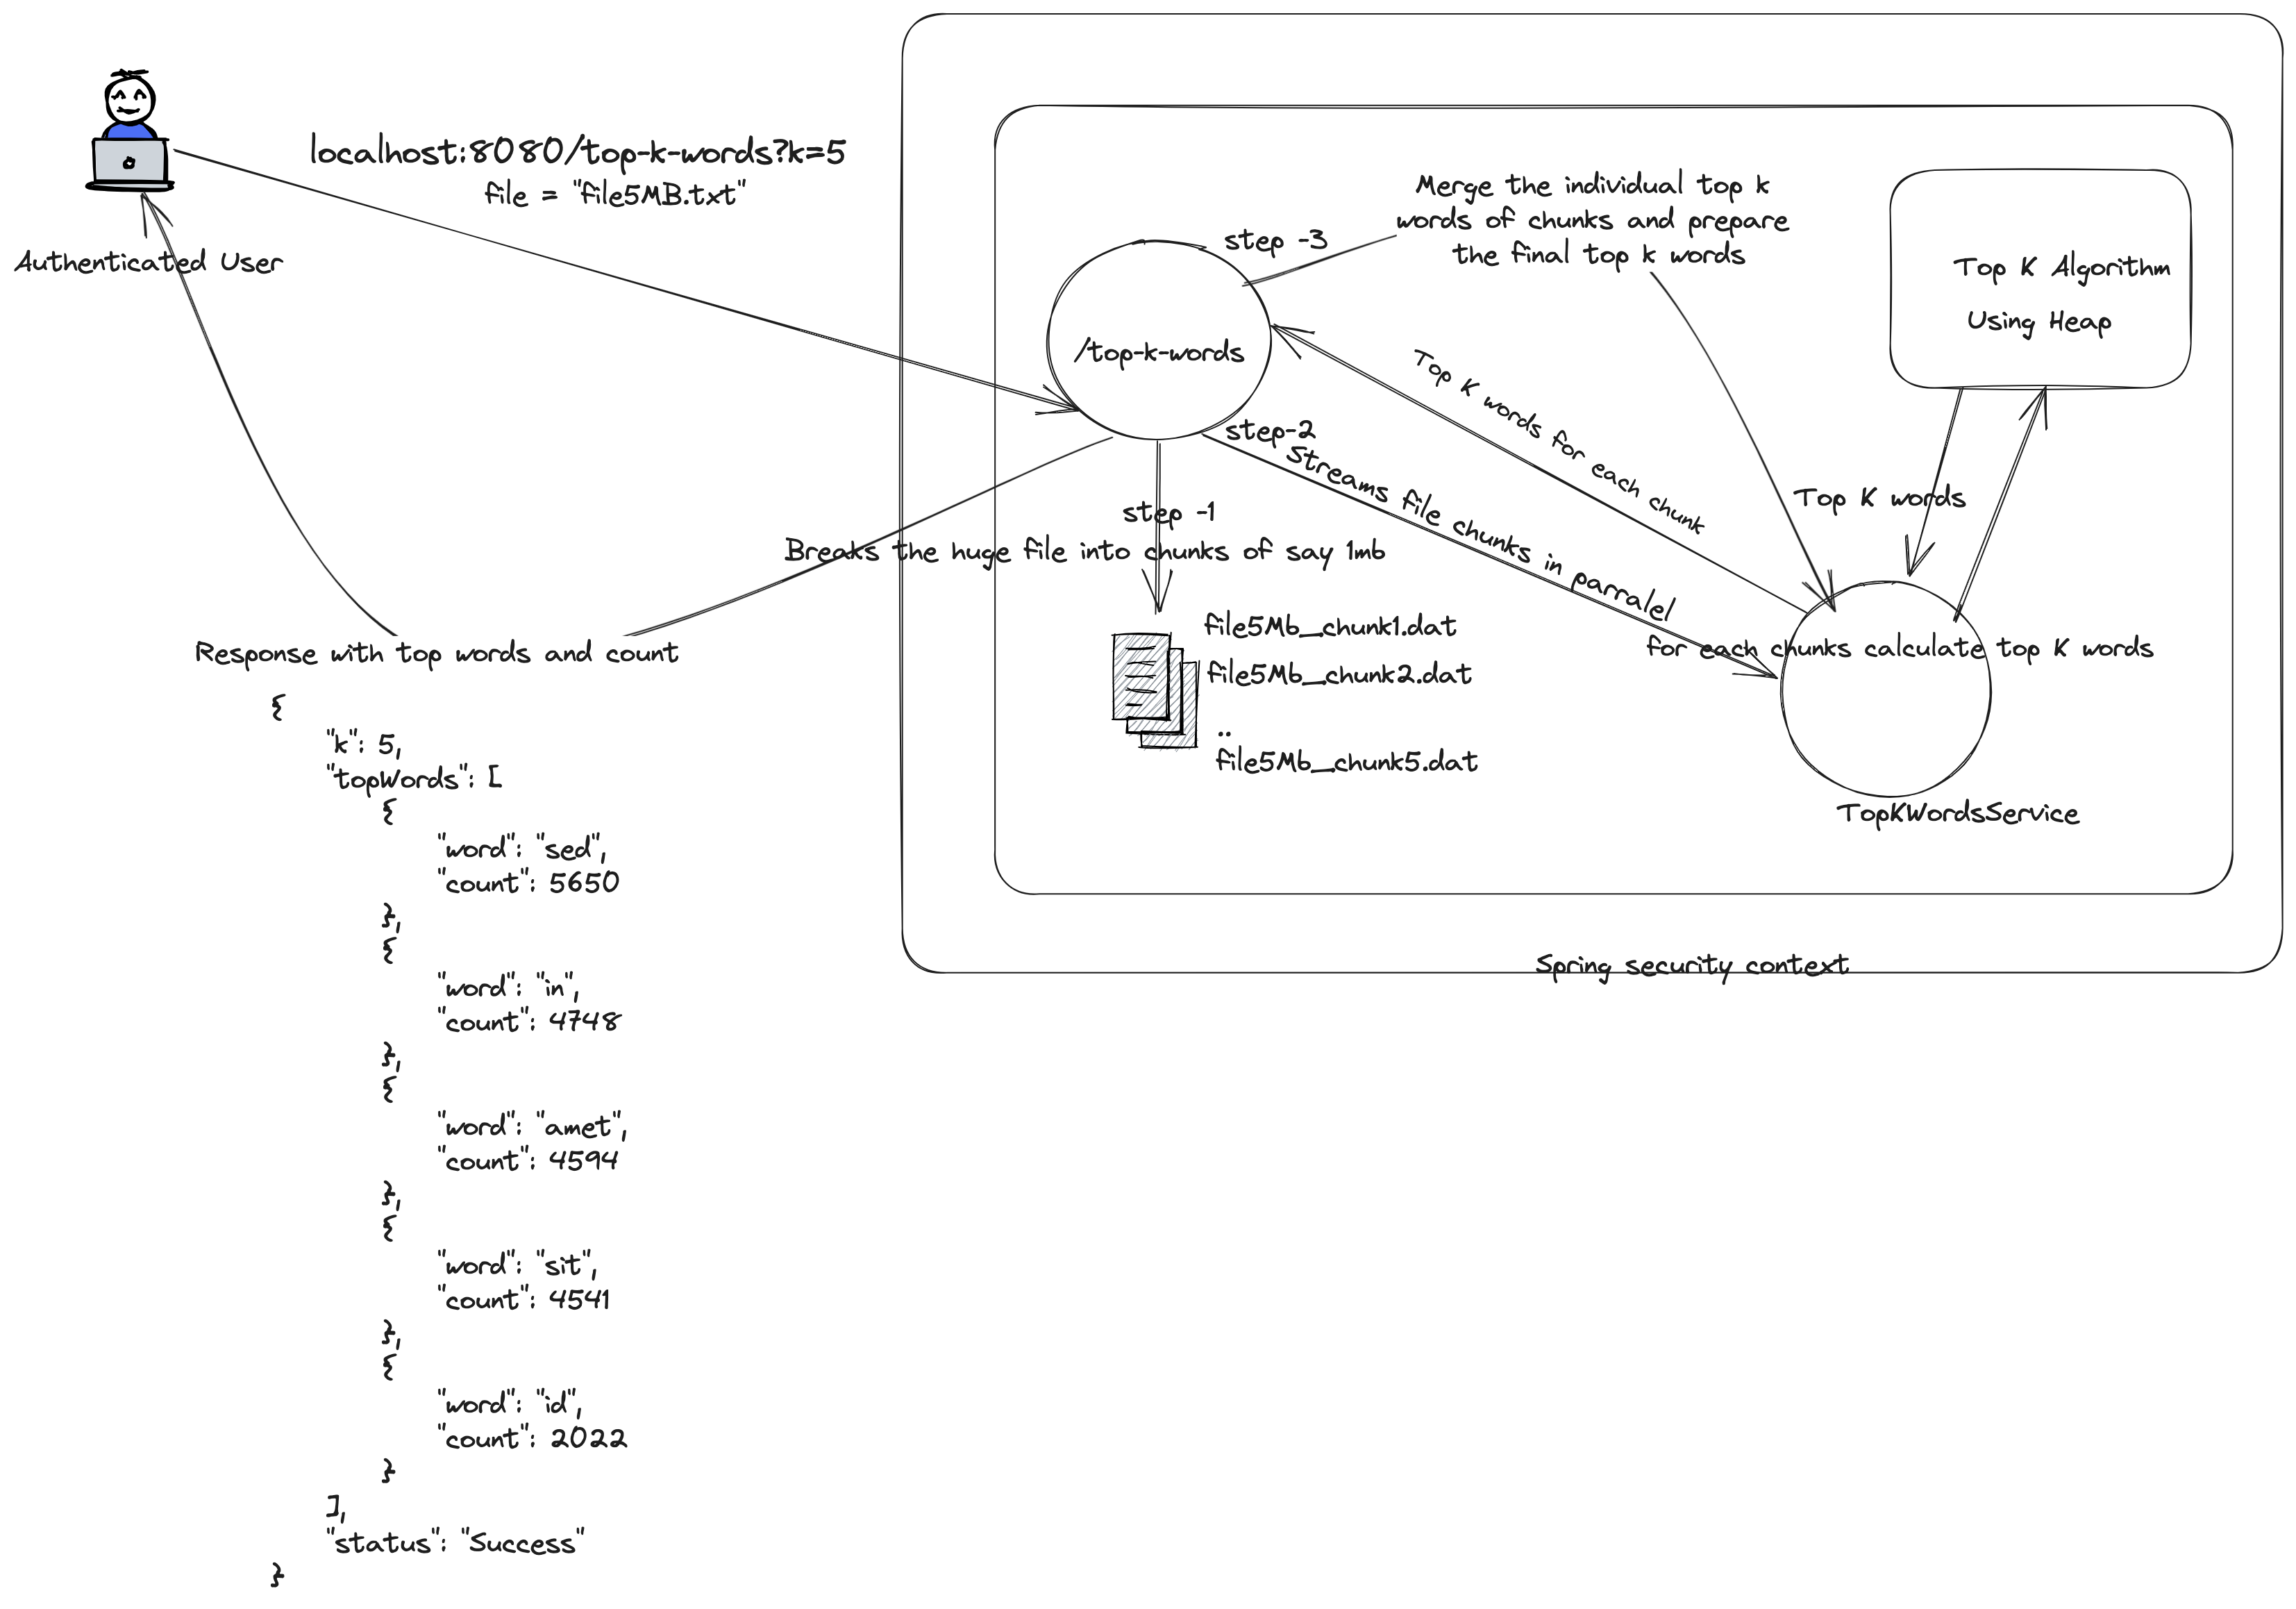 localhost:8080/top-k-words?k=5
file = "file5MB.txt"
Authenticated User
step -3
Merge the individual top k
words of chunks and prepare
the final top k words
Top K Algorithm
Using Heap
/top-k-words
Top K words for each chunk
step-2
Streams file chunks in parralel
Top K words
step -1
Breaks the huge file into chunks of say 1mb
file5Mb_chunk1.dat
file5Mb_chunk2.dat
..
file5Mb_chunk5.dat
for each chunks calculate top K words
TopKWordsService
Spring security context
Response with top words and count
{
"k": 5,
"topWords": [
{
"word": "sed",
"count": 5650
},
{
"word": "in",
"count": 4748
},
{
"word": "amet",
"count": 4594
},
{
"word": "sit",
"count": 4541
},
{
"word": "id",
"count": 2022
}
],
"status": "Success"
}